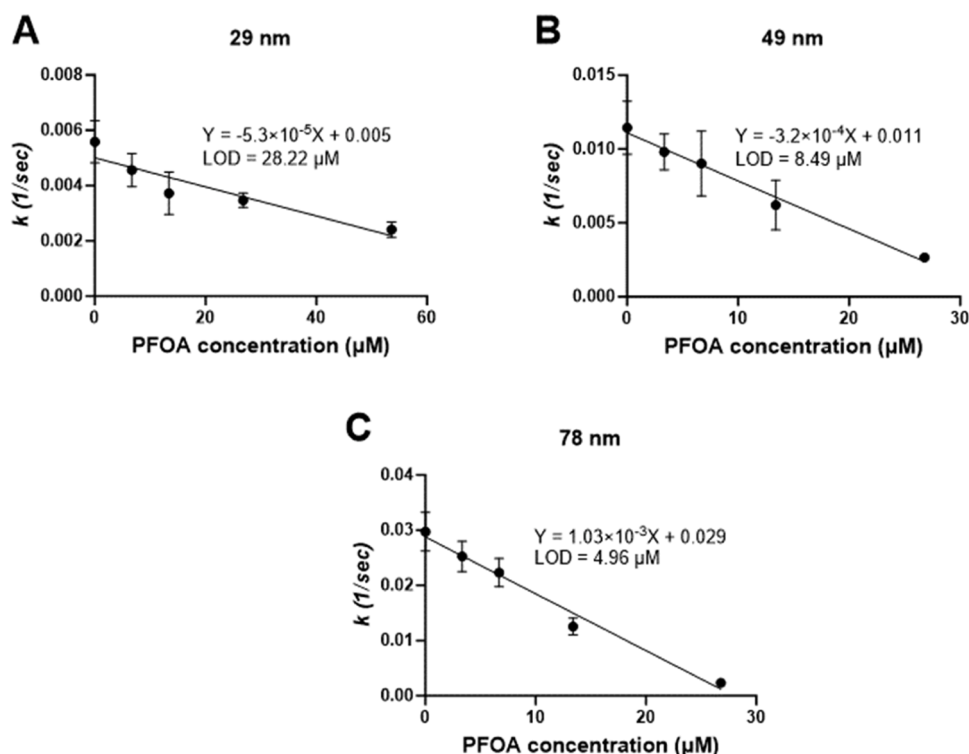 A
29 nm
0.008
0.006
0.004
0.002
0.000
k (1/sec)
Y = -5.3×10-5X + 0.005
LOD = 28.22 µM
0
20
40
60
PFOA concentration (µM)
B
49 nm
0.015
0.010
0.005
0.000
k (1/sec)
Y = -3.2×10-4X + 0.011
LOD = 8.49 µM
0
10
20
30
PFOA concentration (µM)
C
78 nm
0.04
0.03
0.02
0.01
0.00
k (1/sec)
Y = 1.03×10-3X + 0.029
LOD = 4.96 µM
0
10
20
30
PFOA concentration (µM)